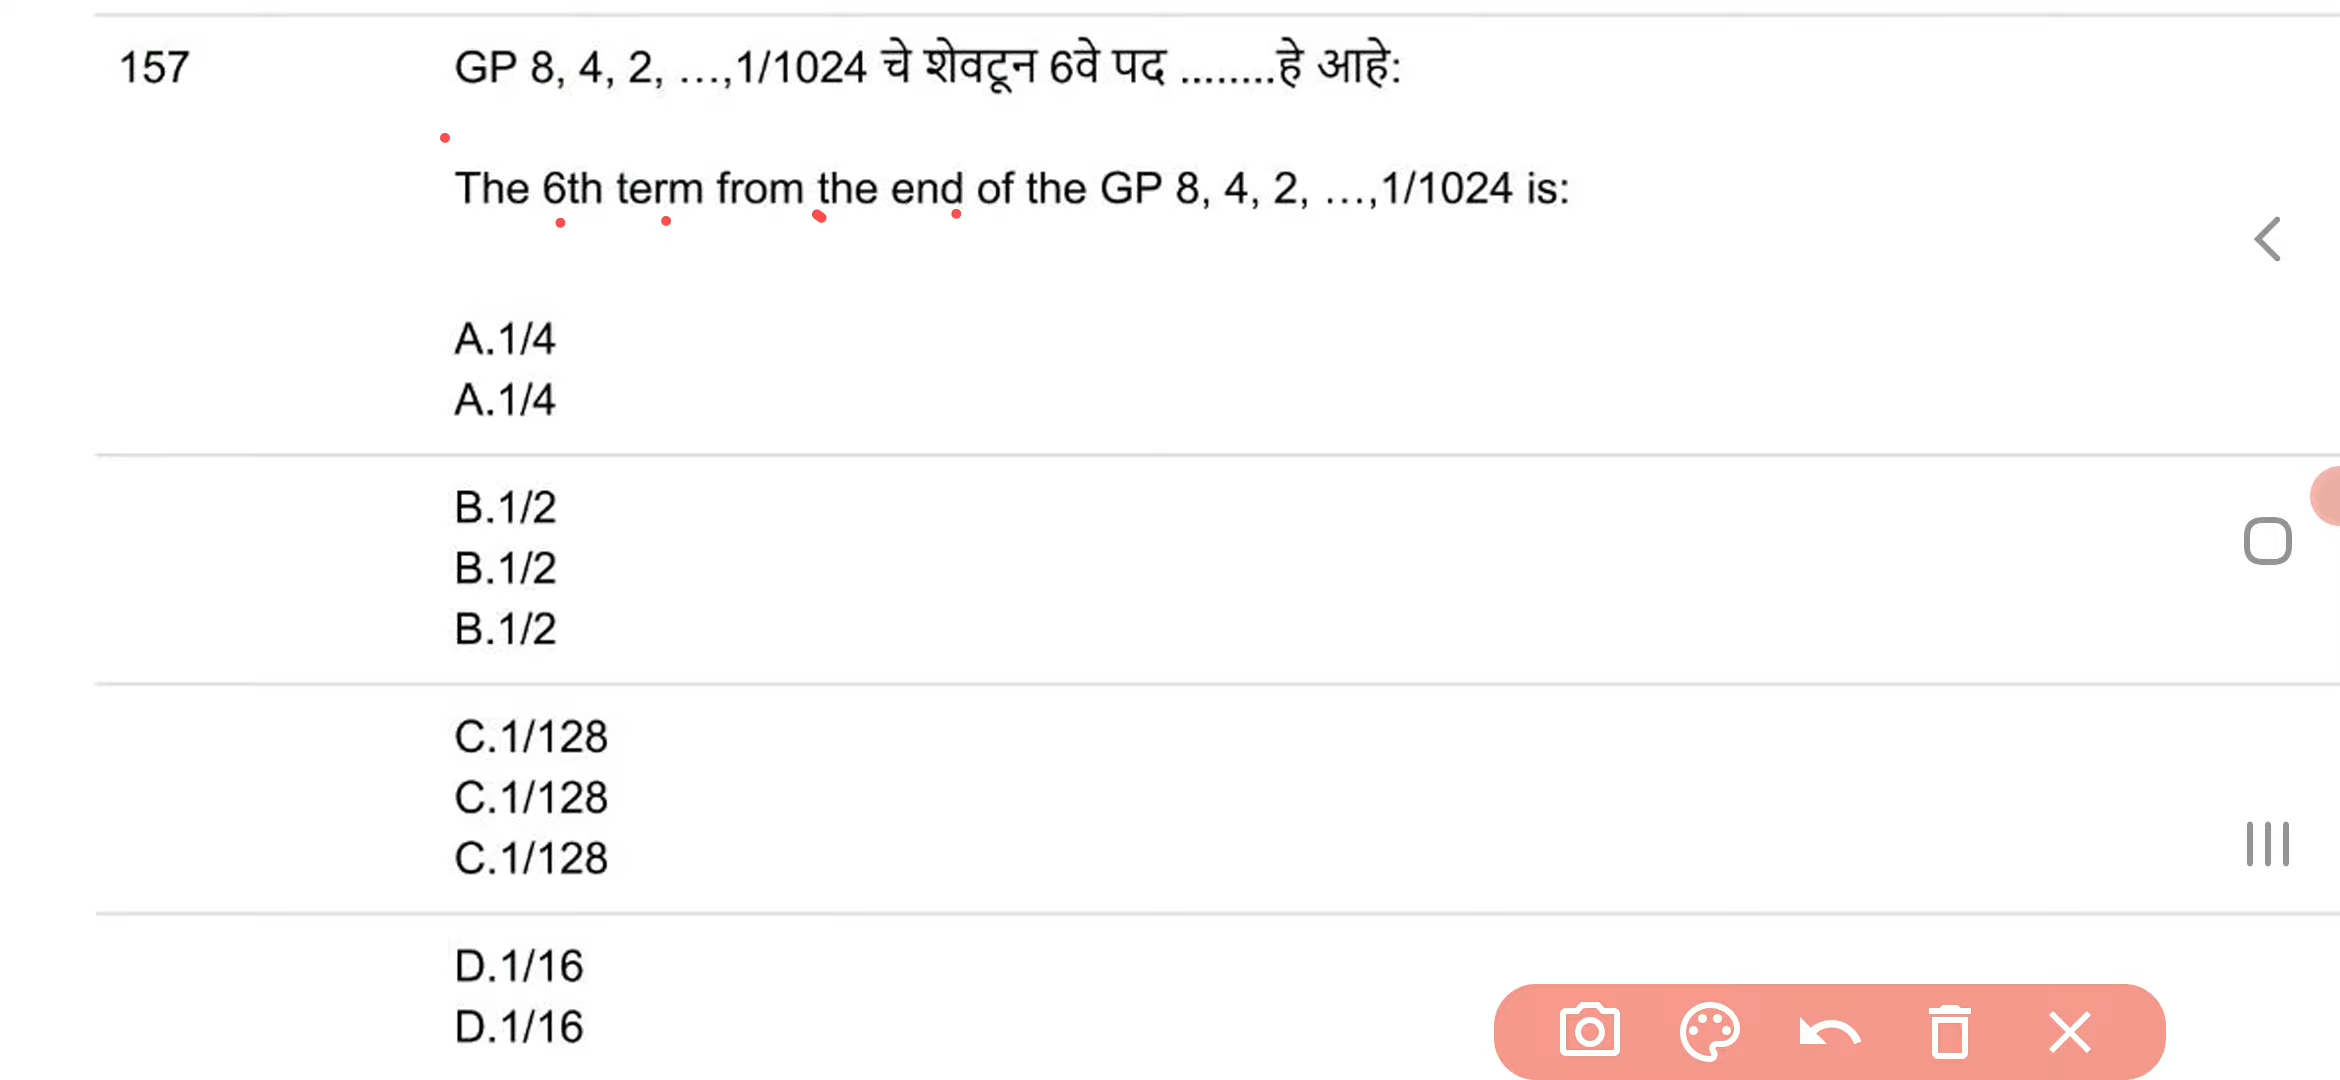 157 GP 8, 4, 2, ...,1/1024 चे शेवटून 6वे पद ........हे आहे:
The 6th term from the end of the GP 8, 4, 2, ...,1/1024 is:
A.1/4
A.1/4
B.1/2
B.1/2
B.1/2
C.1/128
C.1/128
C.1/128
D.1/16
D.1/16